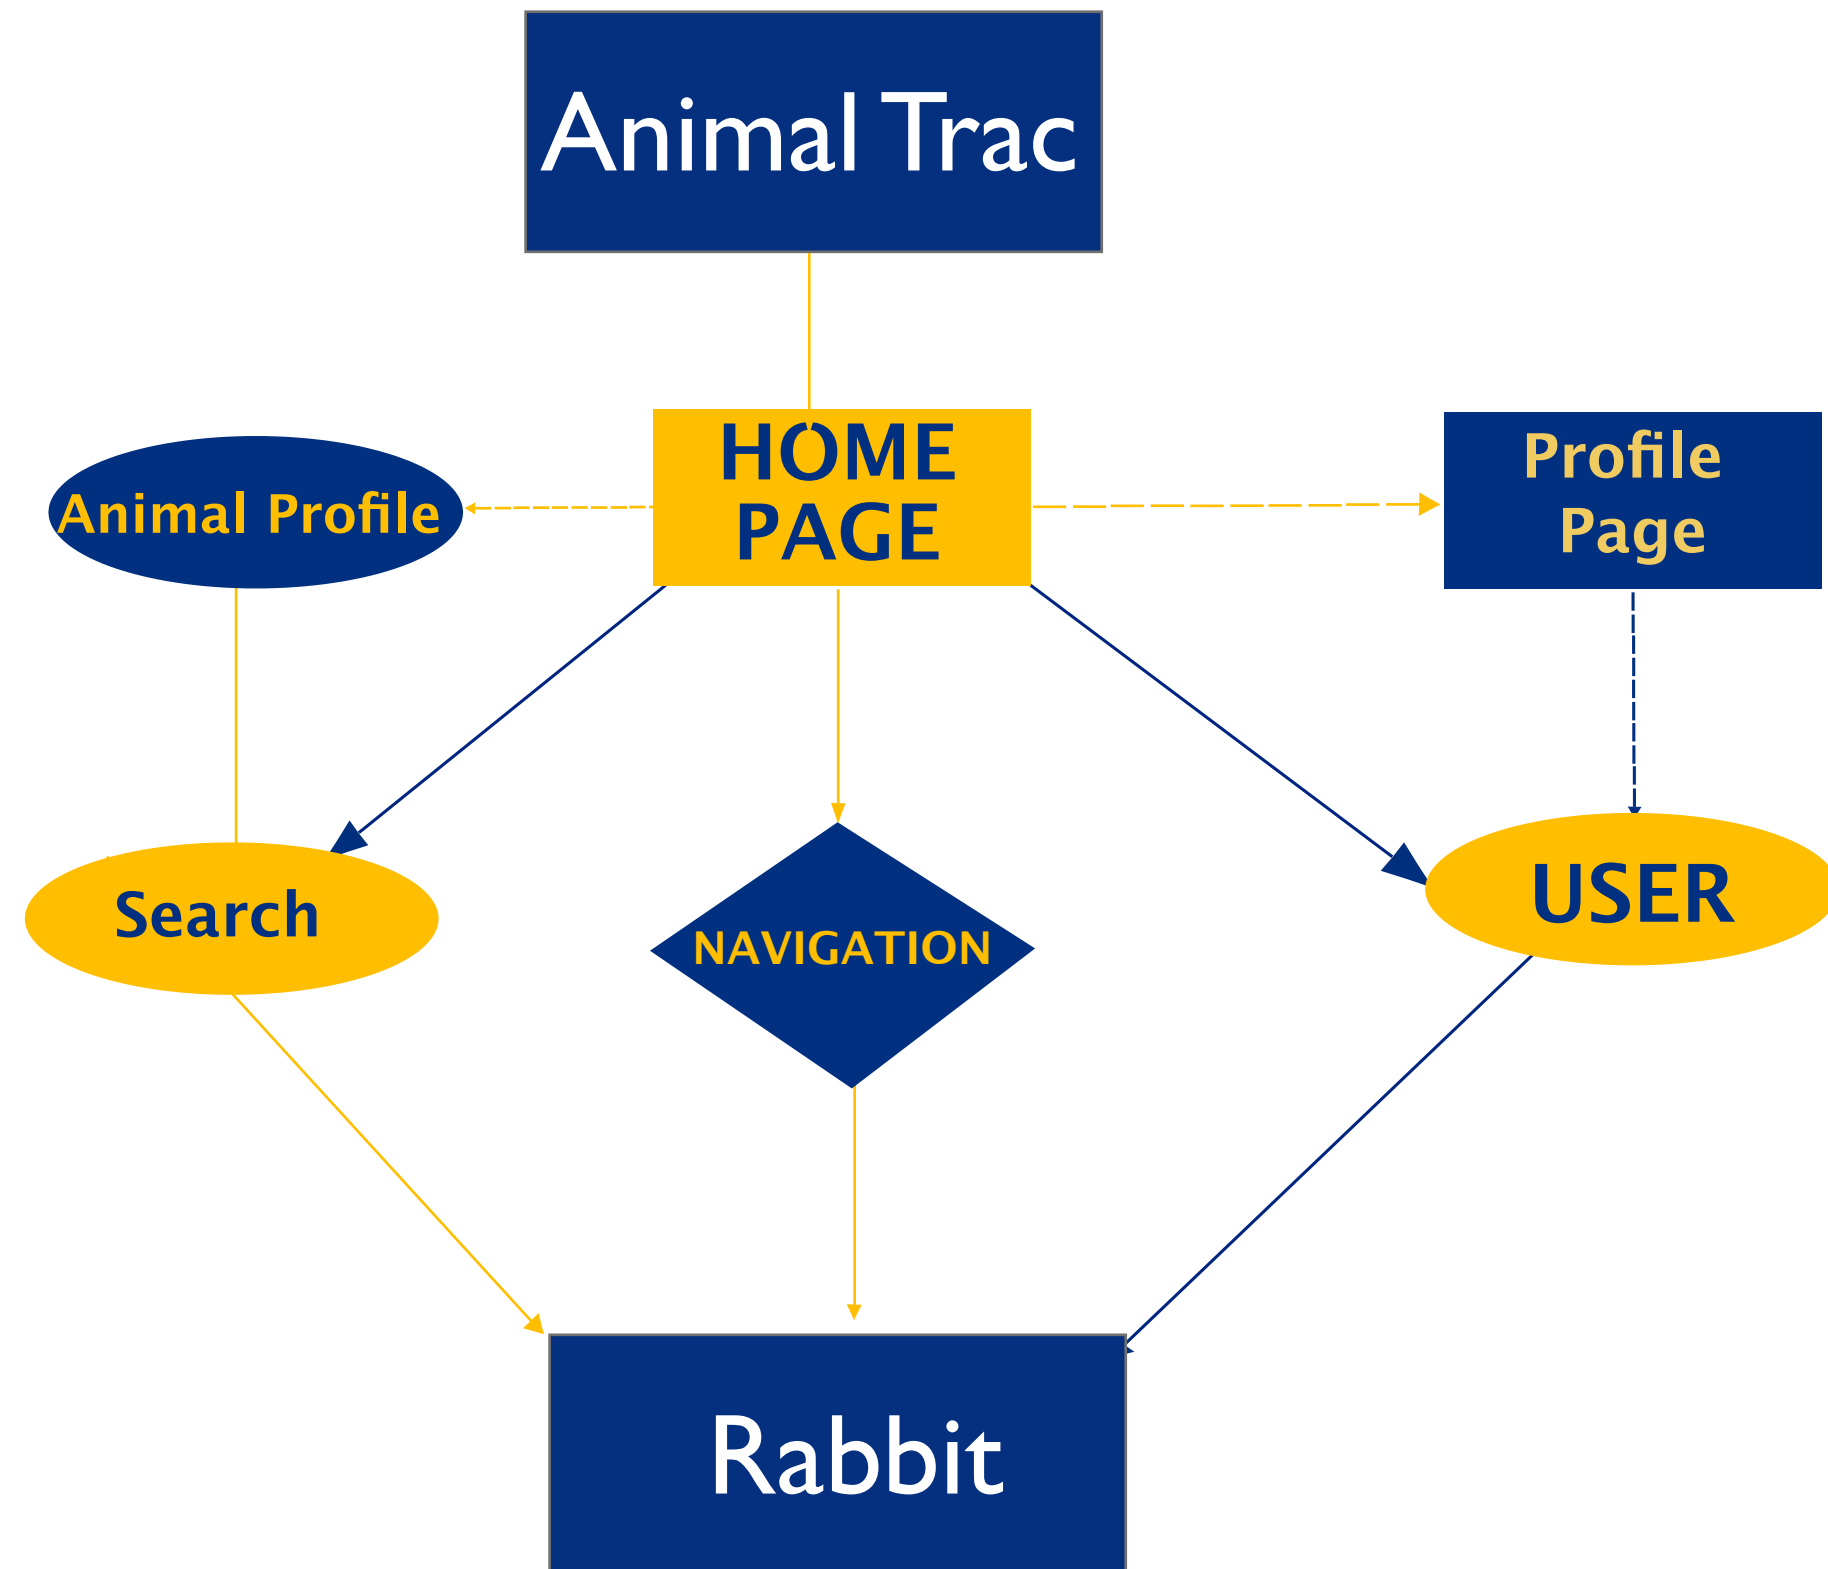 Animal Trac
HOME
PAGE
Profile
Page
Animal Profile
Search
NAVIGATION
USER
Rabbit